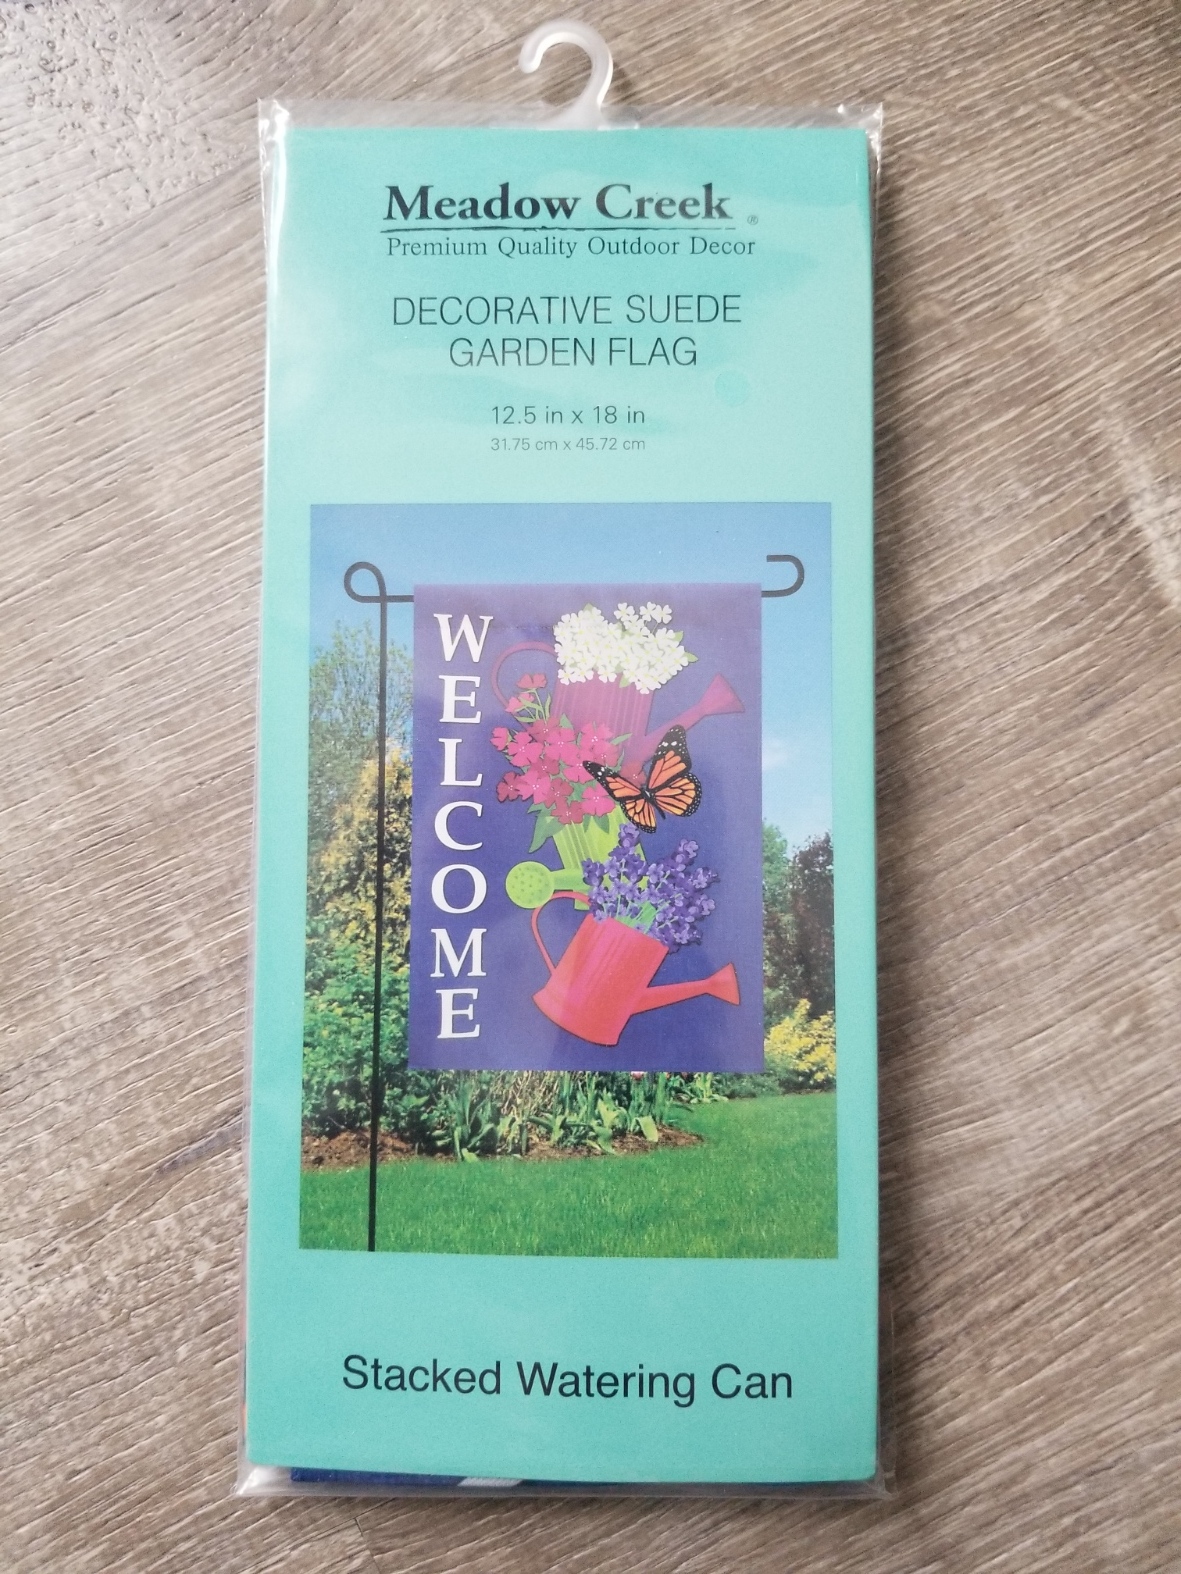 Meadow Creek ®
Premium Quality Outdoor Decor
DECORATIVE SUEDE
GARDEN FLAG
12.5 in x 18 in
31.75 cm x 45.72 cm
WELCOME
Stacked Watering Can